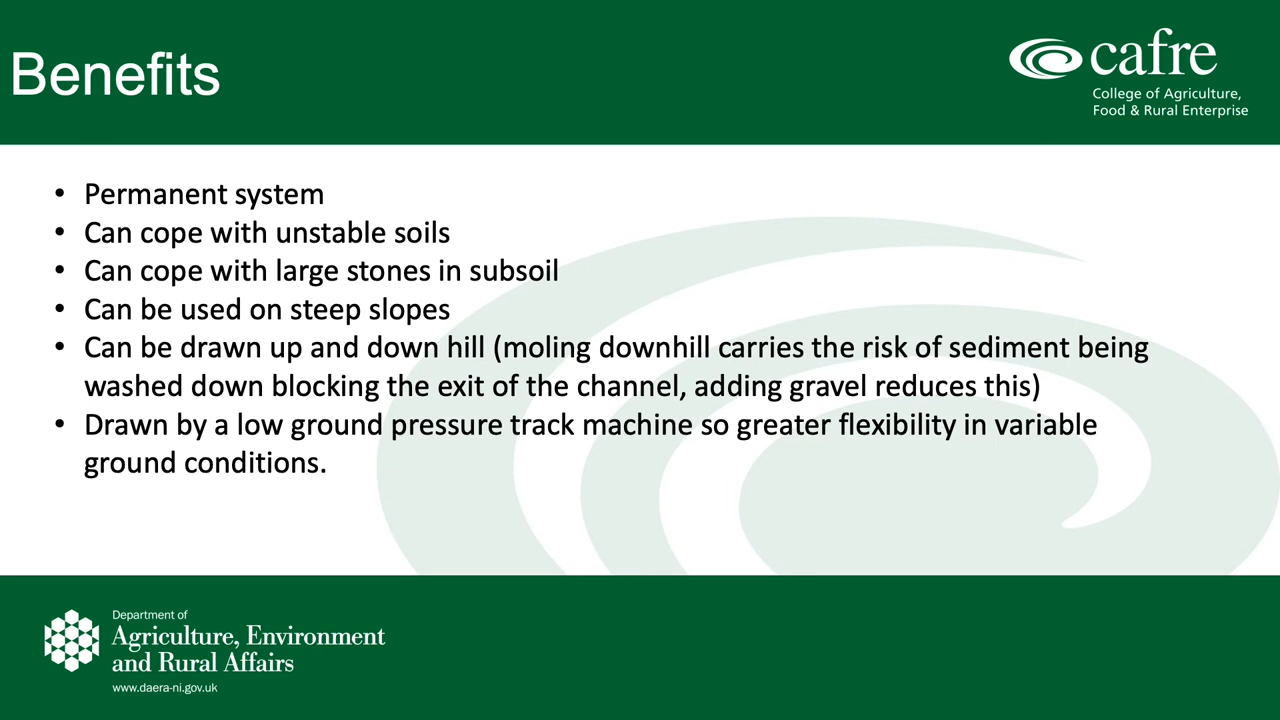 Benefits
cafre
College of Agriculture,
Food & Rural Enterprise
• Permanent system
• Can cope with unstable soils
• Can cope with large stones in subsoil
• Can be used on steep slopes
• Can be drawn up and down hill (moling downhill carries the risk of sediment being
washed down blocking the exit of the channel, adding gravel reduces this)
• Drawn by a low ground pressure track machine so greater flexibility in variable
ground conditions.
Department of
Agriculture, Environment
and Rural Affairs
www.daera-ni.gov.uk